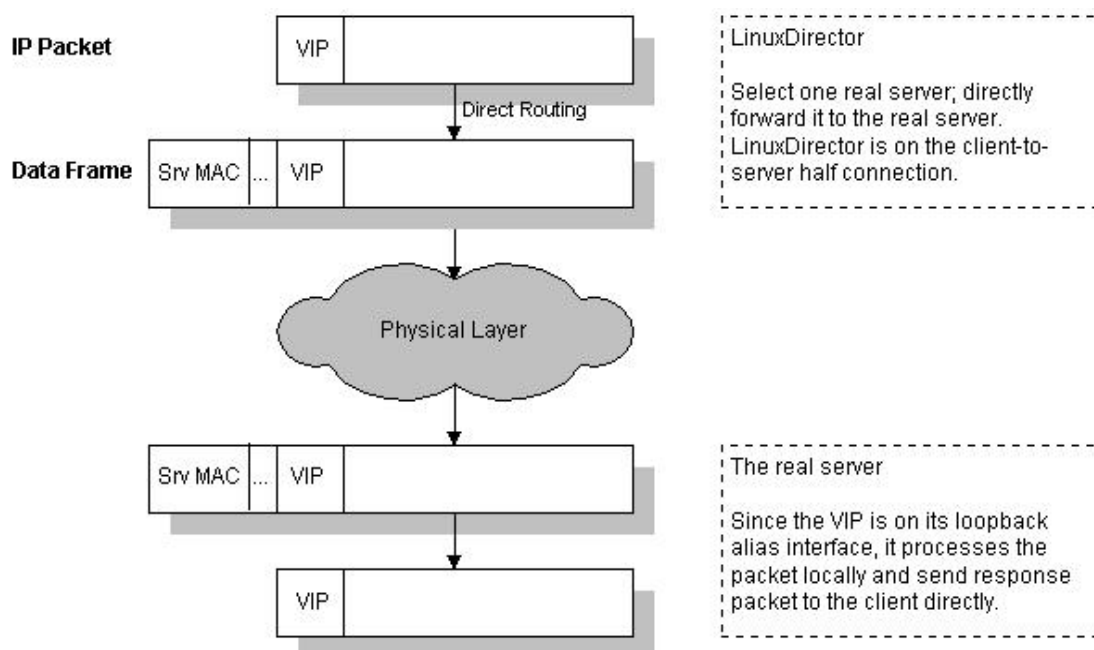 IP Packet
VIP
LinuxDirector
Select one real server; directly
forward it to the real server.
LinuxDirector is on the client-to-
server half connection.
Direct Routing
Data Frame
Srv MAC ... VIP
Physical Layer
Srv MAC ... VIP
The real server
Since the VIP is on its loopback
alias interface, it processes the
packet locally and send response
packet to the client directly.
VIP